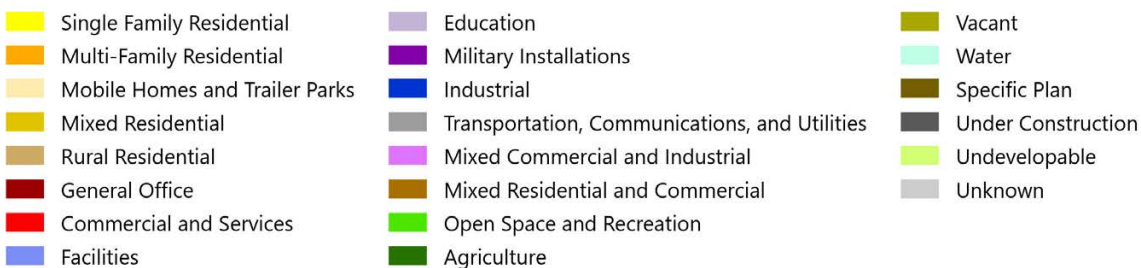 Single Family Residential
Multi-Family Residential
Mobile Homes and Trailer Parks
Mixed Residential
Rural Residential
General Office
Commercial and Services
Facilities
Education
Military Installations
Industrial
Transportation, Communications, and Utilities
Mixed Commercial and Industrial
Mixed Residential and Commercial
Open Space and Recreation
Agriculture
Vacant
Water
Specific Plan
Under Construction
Undevelopable
Unknown